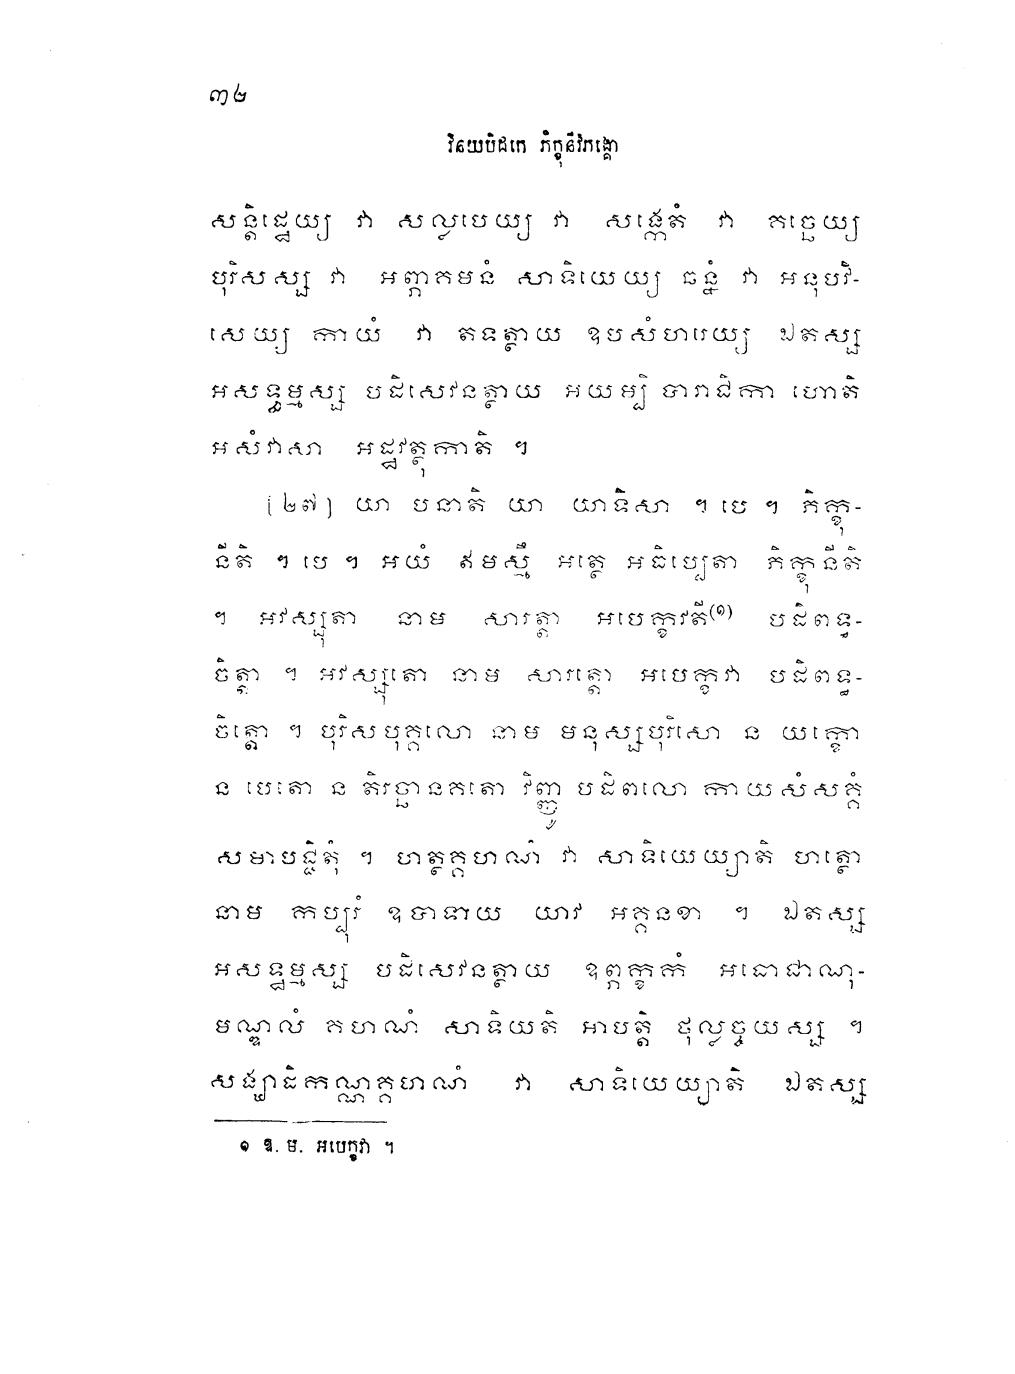 ៣២
វិនយបិដកេ ភិក្ខុនីវិភង្គោ
សន្តិដ្ឋេយ្យ វា សល្លបេយ្យ វា សង្កេតំ វា គច្ឆេយ្យ
បុរិសស្ស វា អព្ភាគមនំ សាទិយេយ្យ ឆន្នំ វា អនុបវិ-
សេយ្យ កាយំ វា តទត្ថាយ ឧបសំហរេយ្យ ឯតស្ស
អសទ្ធម្មស្ស បដិសេវនត្ថាយ អយម្បិ បារាជិកា ហោតិ
អសំវាសា អដ្ឋវត្ថុកាតិ ។
[២៧] យា បនាតិ យា យាទិសា ។ បេ ។ ភិក្ខុ-
នីតិ ។ បេ ។ អយំ ឥមស្មឹ អត្ថេ អធិប្បេតា ភិក្ខុនីតិ
។ អវស្សុតា នាម សារត្តា អបេក្ខវតី(១) បដិពទ្ធ-
ចិត្តា ។ អវស្សុតោ នាម សារត្តោ អបេក្ខវា បដិពទ្ធ-
ចិត្តោ ។ បុរិសបុគ្គលោ នាម មនុស្សបុរិសោ ន យក្ខោ
ន បេតោ ន តិរច្ឆានគតោ វិញ្ញូ បដិពលោ កាយសំសគ្គំ
សមាបជ្ជិតុំ ។ ហត្ថគ្គហណំ វា សាទិយេយ្យាតិ ហត្ថោ
នាម កប្បុរំ ឧបាទាយ យាវ អគ្គនខា ។ ឯតស្ស
អសទ្ធម្មស្ស បដិសេវនត្ថាយ ឧព្ភក្ខកំ អធោជាណុ-
មណ្ឌលំ គហណំ សាទិយតិ អាបត្តិ ថុល្លច្ចយស្ស ។
សង្ឃាដិកណ្ណគ្គហណំ វា សាទិយេយ្យាតិ ឯតស្ស
១ ឱ. ម. អបេក្ខវា ។